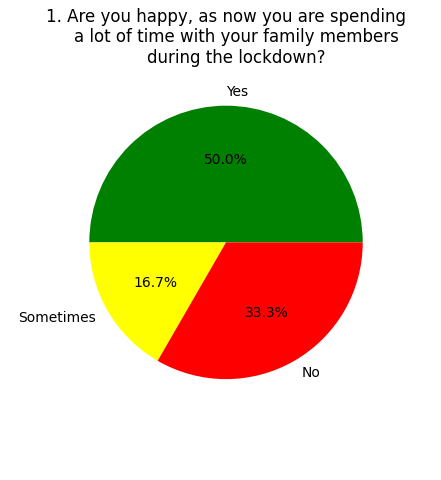 1. Are you happy, as now you are spending
a lot of time with your family members
during the lockdown?
Yes
50.0%
16.7%
33.3%
Sometimes
No